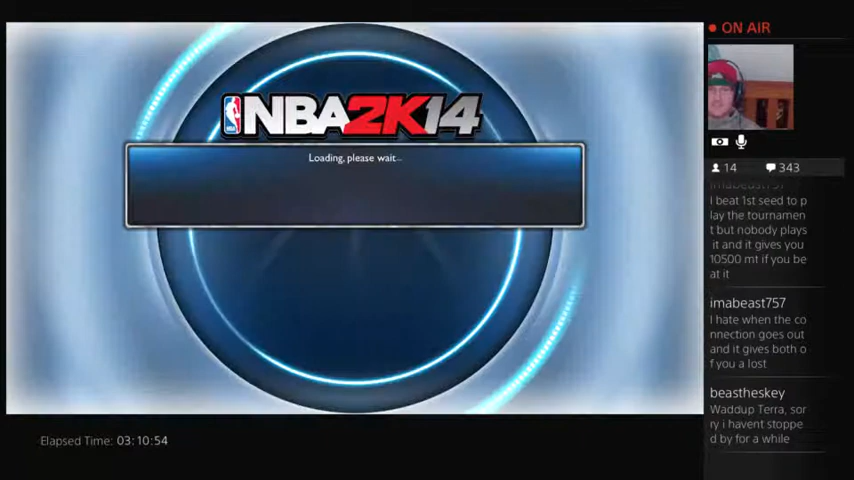 ON AIR
NBA2K14
NBA
Loading, please wait...
14 343
imabeast757
I beat 1st seed to p
lay the tournamen
t but nobody plays
it and it gives you
10500 mt if you be
at it
imabeast757
I hate when the co
nnection goes out
and it gives both o
f you a lost
beastheskey
Waddup Terra, sor
ry i havent stoppe
d by for a while
Elapsed Time: 03:10:54